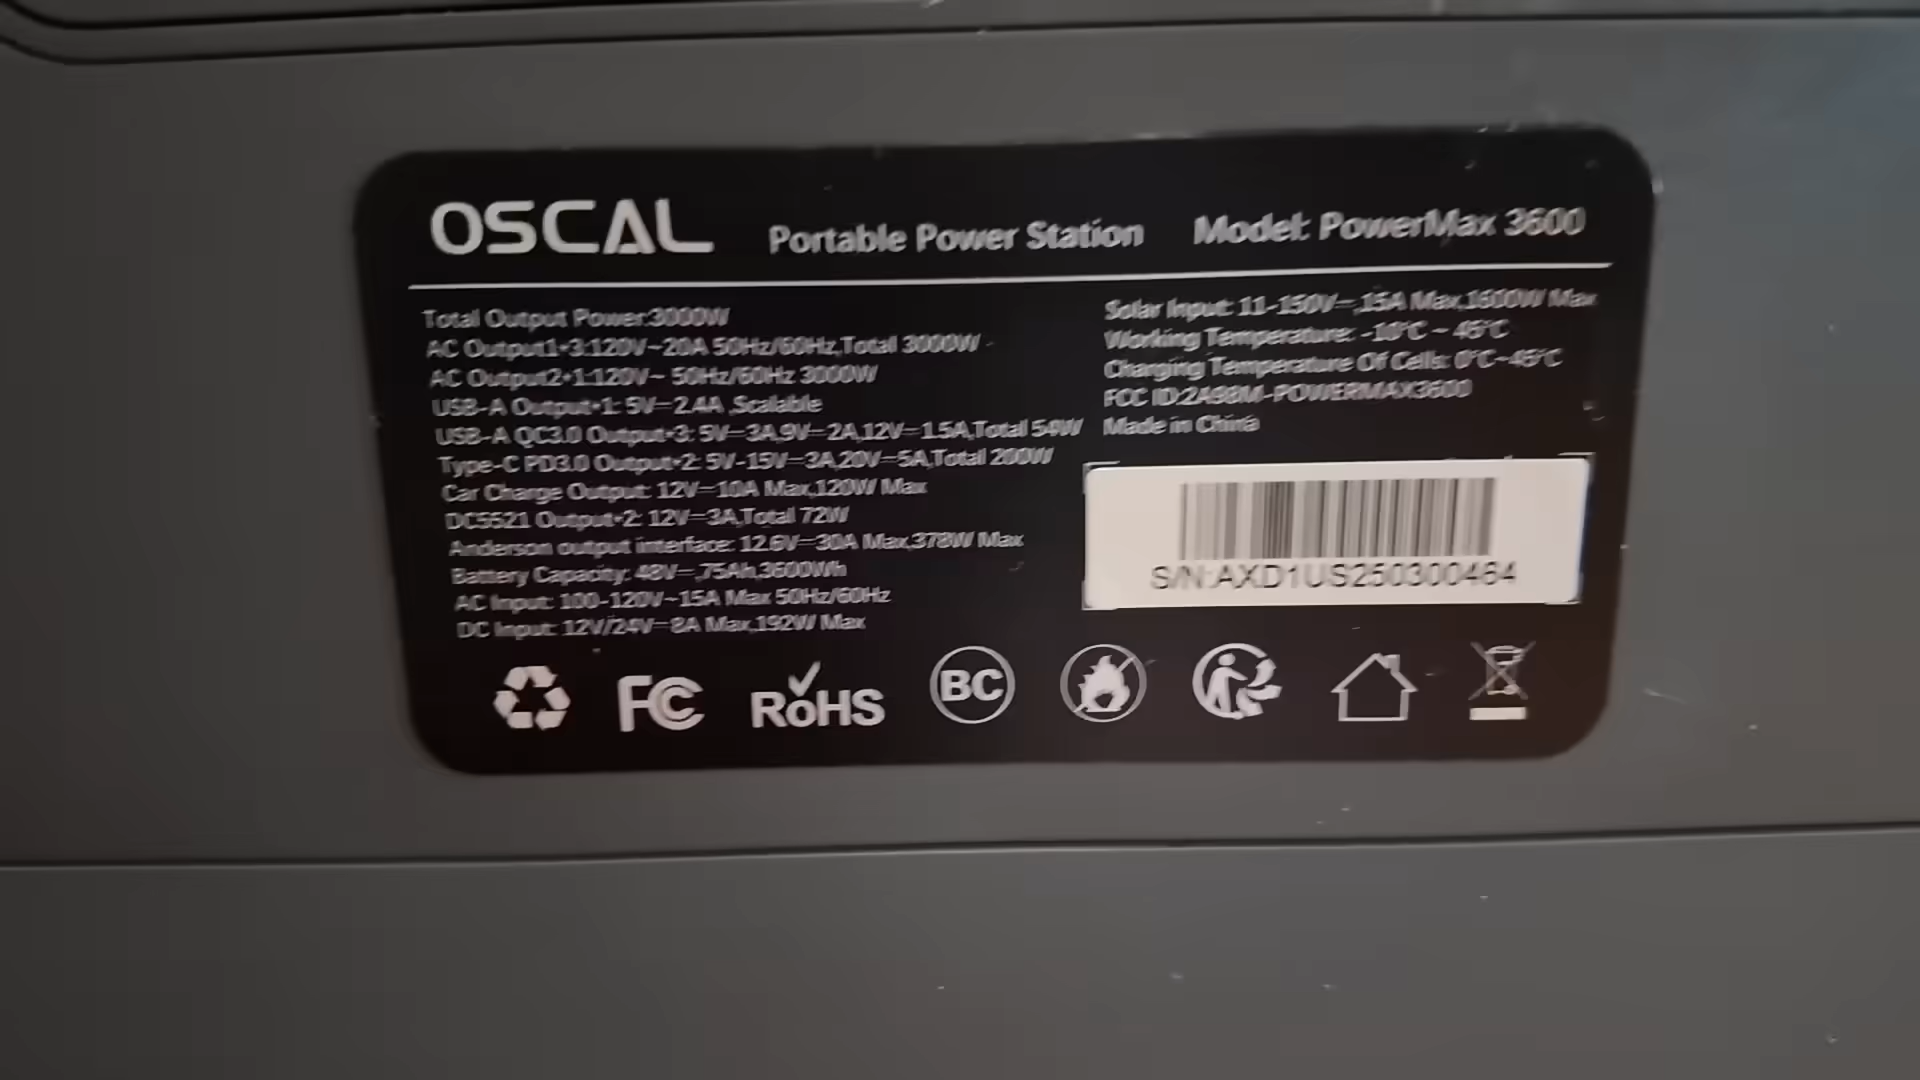 OSCAL Portable Power Station Model: PowerMax 3600
Total Output Power:3000W
AC Output1*3:120V~20A 50Hz/60Hz,Total 3000W
AC Output2*1:120V~ 50Hz/60Hz 3000W
USB-A Output*1: 5V⎓2.4A ,Scalable
USB-A QC3.0 Output*3: 5V⎓3A,9V⎓2A,12V⎓1.5A,Total 54W
Type-C PD3.0 Output*2: 5V-15V⎓3A,20V⎓5A,Total 200W
Car Charge Output: 12V⎓10A Max,120W Max
DC5521 Output*2: 12V⎓3A,Total 72W
Anderson output interface: 12.6V⎓30A Max,378W Max
Battery Capacity: 48V⎓,75Ah,3600Wh
AC Input: 100-120V~15A Max 50Hz/60Hz
DC Input: 12V/24V⎓8A Max,192W Max
Solar Input: 11-150V⎓,15A Max,1600W Max
Working Temperature: -10°C ~ 45°C
Charging Temperature Of Cells: 0°C~45°C
FCC ID:2A98M-POWERMAX3600
Made in China
S/N:AXD1US250300464
FC RoHS BC